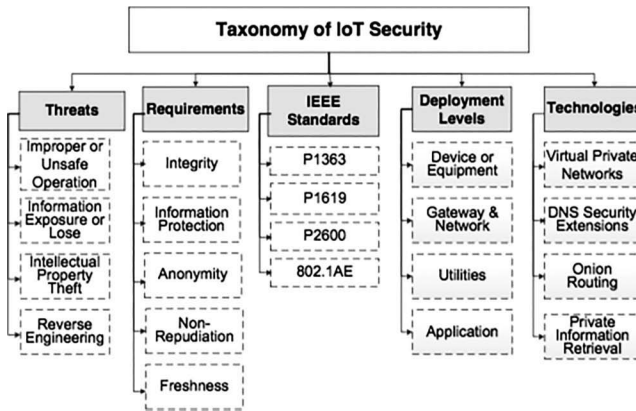 Taxonomy of IoT Security
Threats
Improper or
Unsafe
Operation
Information
Exposure or
Lose
Intellectual
Property
Theft
Reverse
Engineering
Requirements
Integrity
Information
Protection
Anonymity
Non-
Repudiation
Freshness
IEEE
Standards
P1363
P1619
P2600
802.1AE
Deployment
Levels
Device or
Equipment
Gateway &
Network
Utilities
Application
Technologies
Virtual Private
Networks
DNS Security
Extensions
Onion
Routing
Private
Information
Retrieval